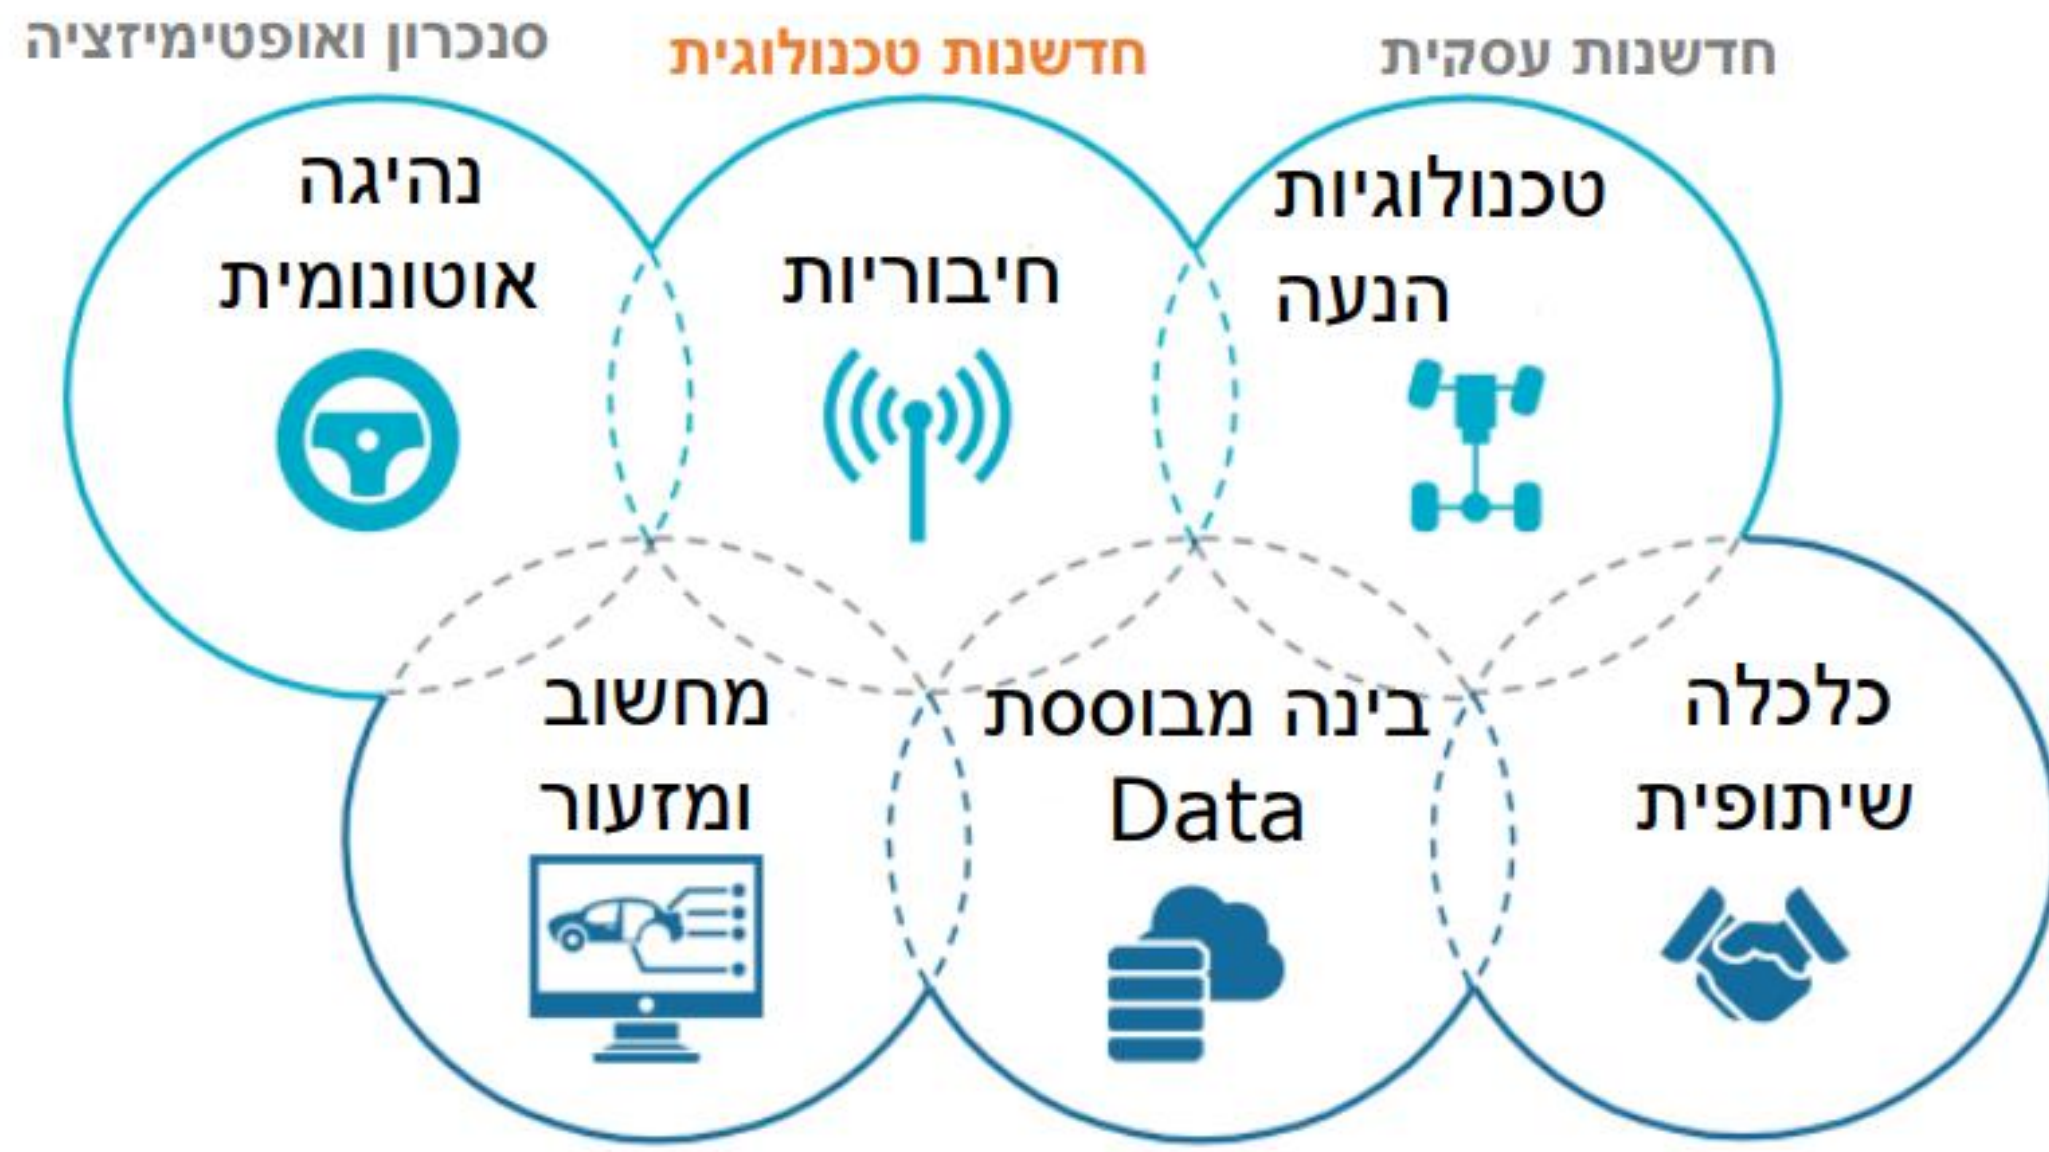 חדשנות עסקית
חדשנות טכנולוגית
סנכרון ואופטימיזציה
טכנולוגיות
הנעה
חיבוריות
נהיגה
אוטונומית
כלכלה
שיתופית
בינה מבוססת
Data
מחשוב
ומזעור